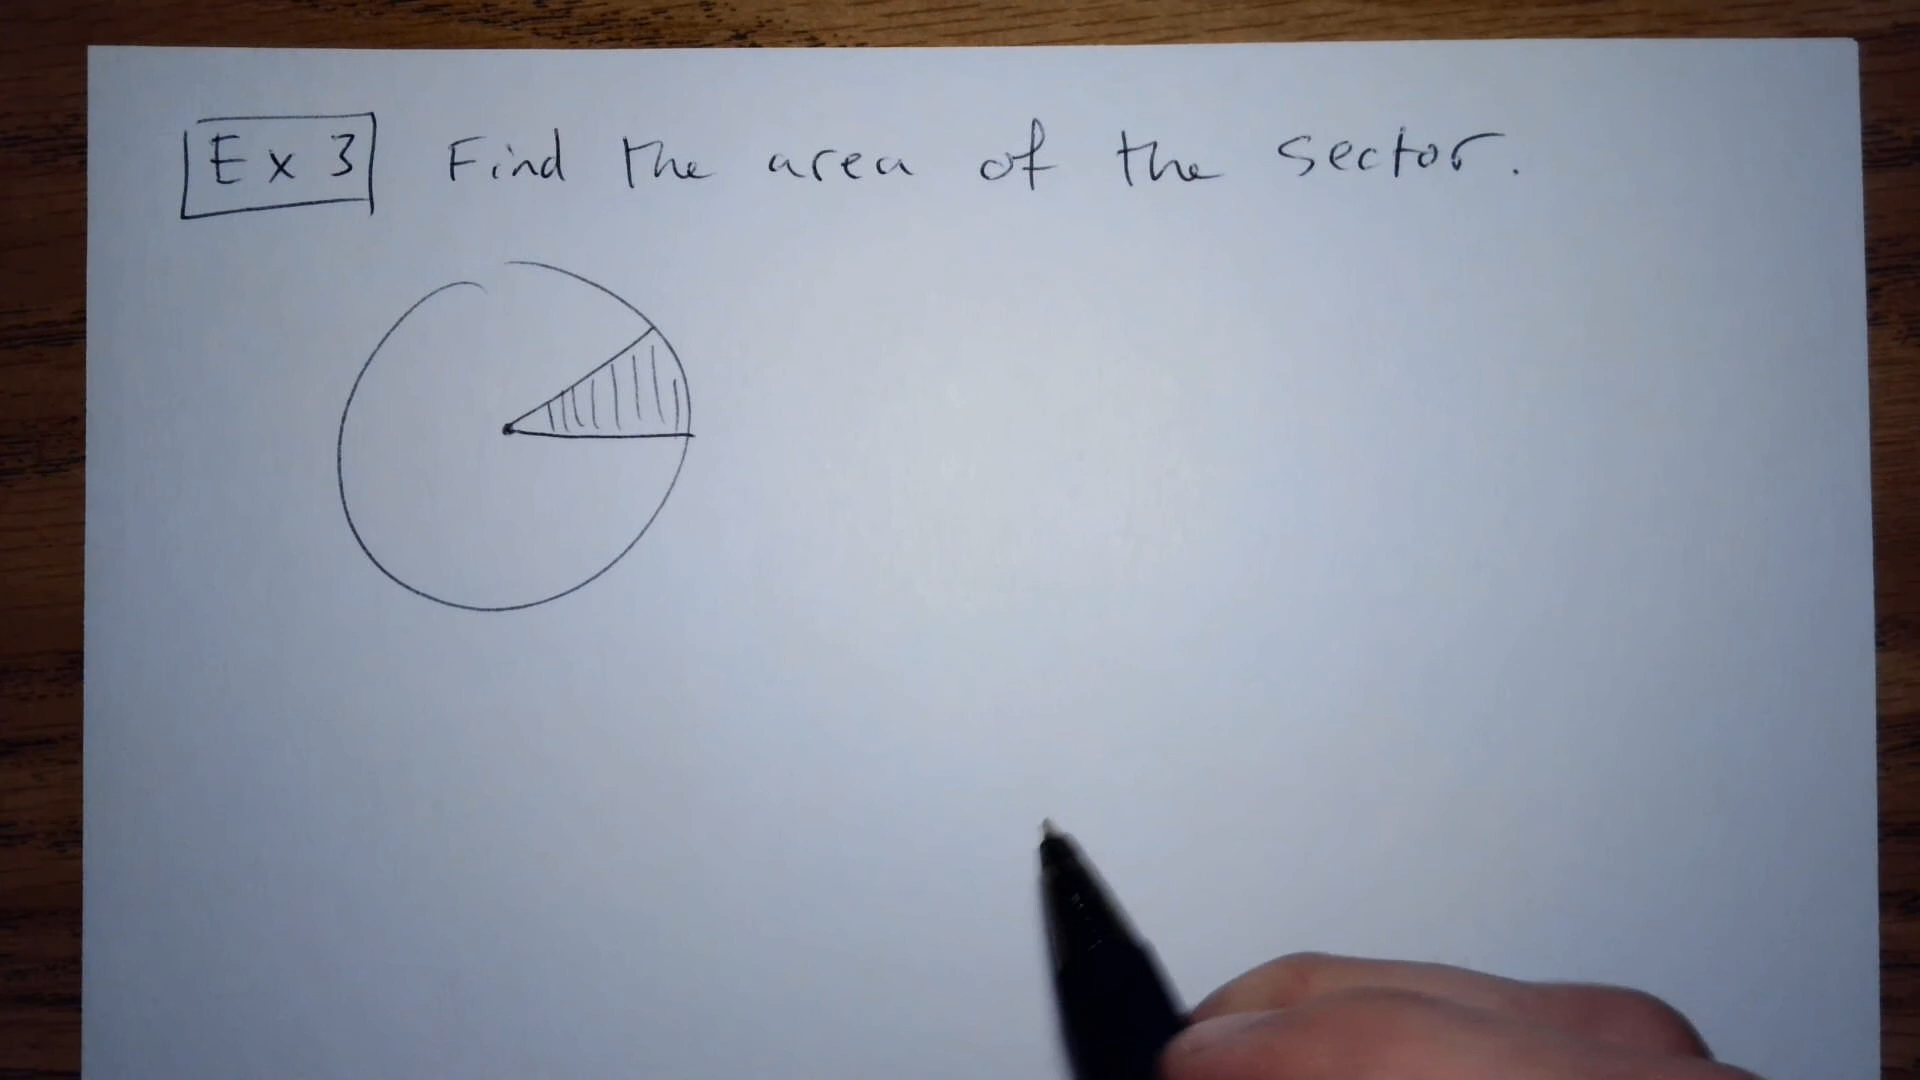 Ex 3 Find the area of the sector.